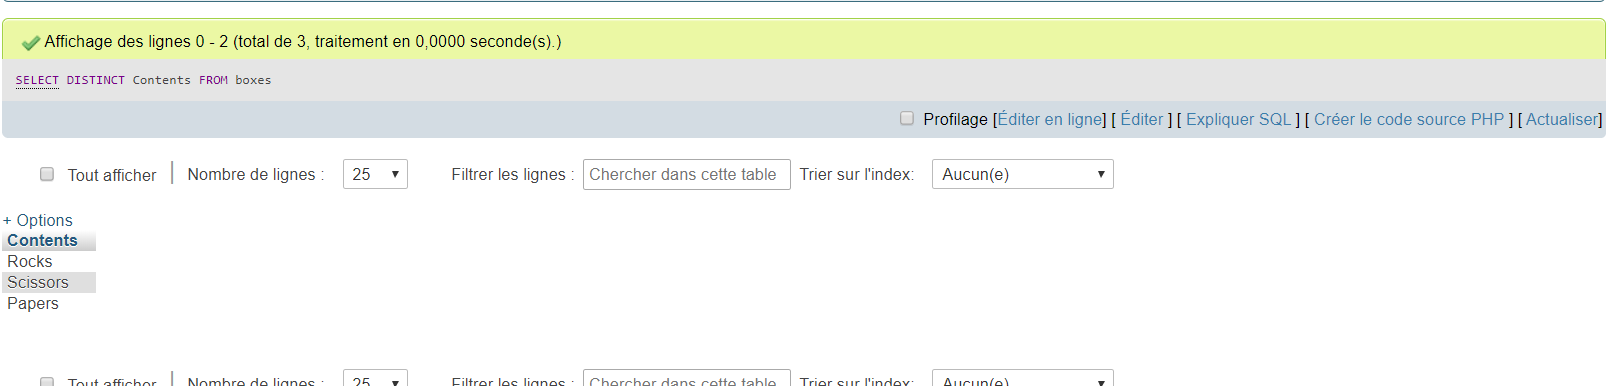 Affichage des lignes 0 - 2 (total de 3, traitement en 0,0000 seconde(s).)
SELECT DISTINCT Contents FROM boxes
Profilage [Éditer en ligne] [ Éditer ] [ Expliquer SQL ] [ Créer le code source PHP ] [ Actualiser]
Tout afficher Nombre de lignes : 25 Filtrer les lignes : Chercher dans cette table Trier sur l'index: Aucun(e)
+ Options
Contents
Rocks
Scissors
Papers
Tout afficher Nombre de lignes : 25 Filtrer les lignes : Chercher dans cette table Trier sur l'index: Aucun(e)